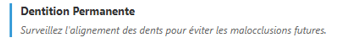 Dentition Permanente
Surveillez l'alignement des dents pour éviter les malocclusions futures.